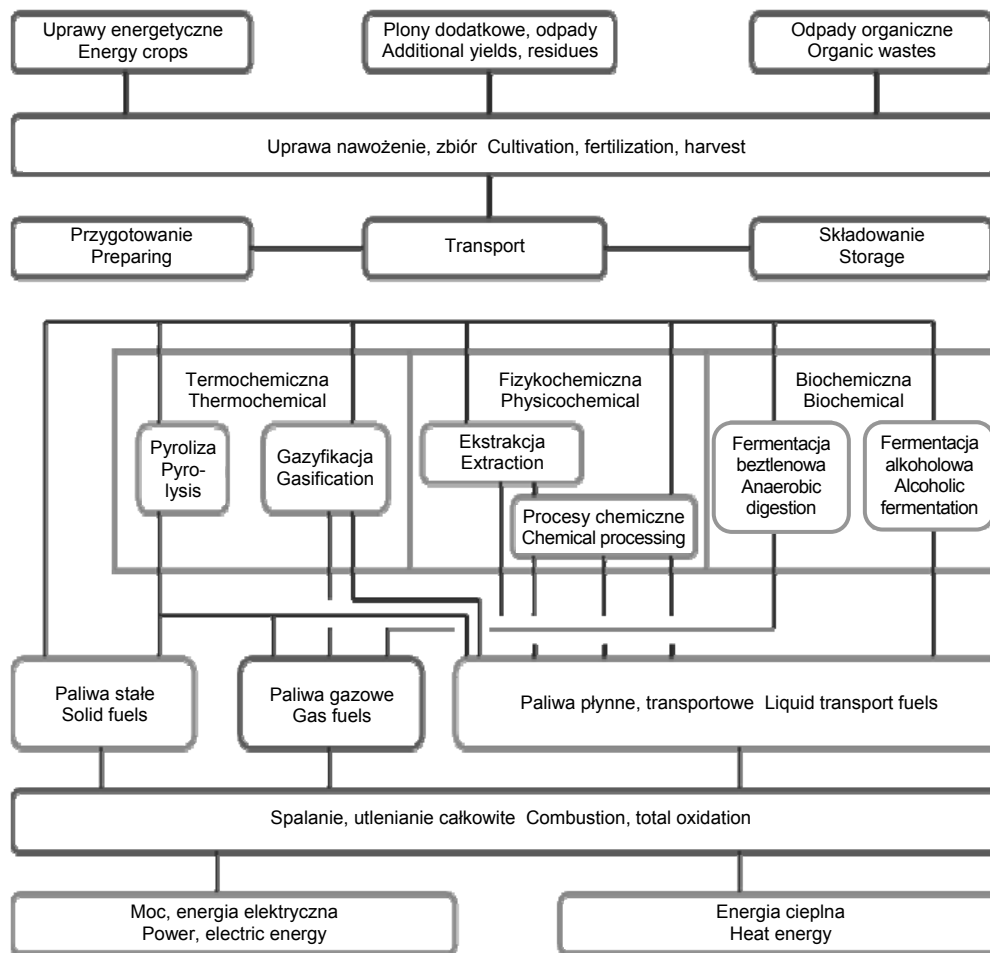 Uprawy energetyczne
Energy crops
Plony dodatkowe, odpady
Additional yields, residues
Odpady organiczne
Organic wastes
Uprawa nawożenie, zbiór Cultivation, fertilization, harvest
Przygotowanie
Preparing
Transport
Składowanie
Storage
Termochemiczna
Thermochemical
Fizykochemiczna
Physicochemical
Biochemiczna
Biochemical
Pyroliza
Pyro-
lysis
Gazyfikacja
Gasification
Ekstrakcja
Extraction
Procesy chemiczne
Chemical processing
Fermentacja
beztlenowa
Anaerobic
digestion
Fermentacja
alkoholowa
Alcoholic
fermentation
Paliwa stałe
Solid fuels
Paliwa gazowe
Gas fuels
Paliwa płynne, transportowe Liquid transport fuels
Spalanie, utlenianie całkowite Combustion, total oxidation
Moc, energia elektryczna
Power, electric energy
Energia cieplna
Heat energy